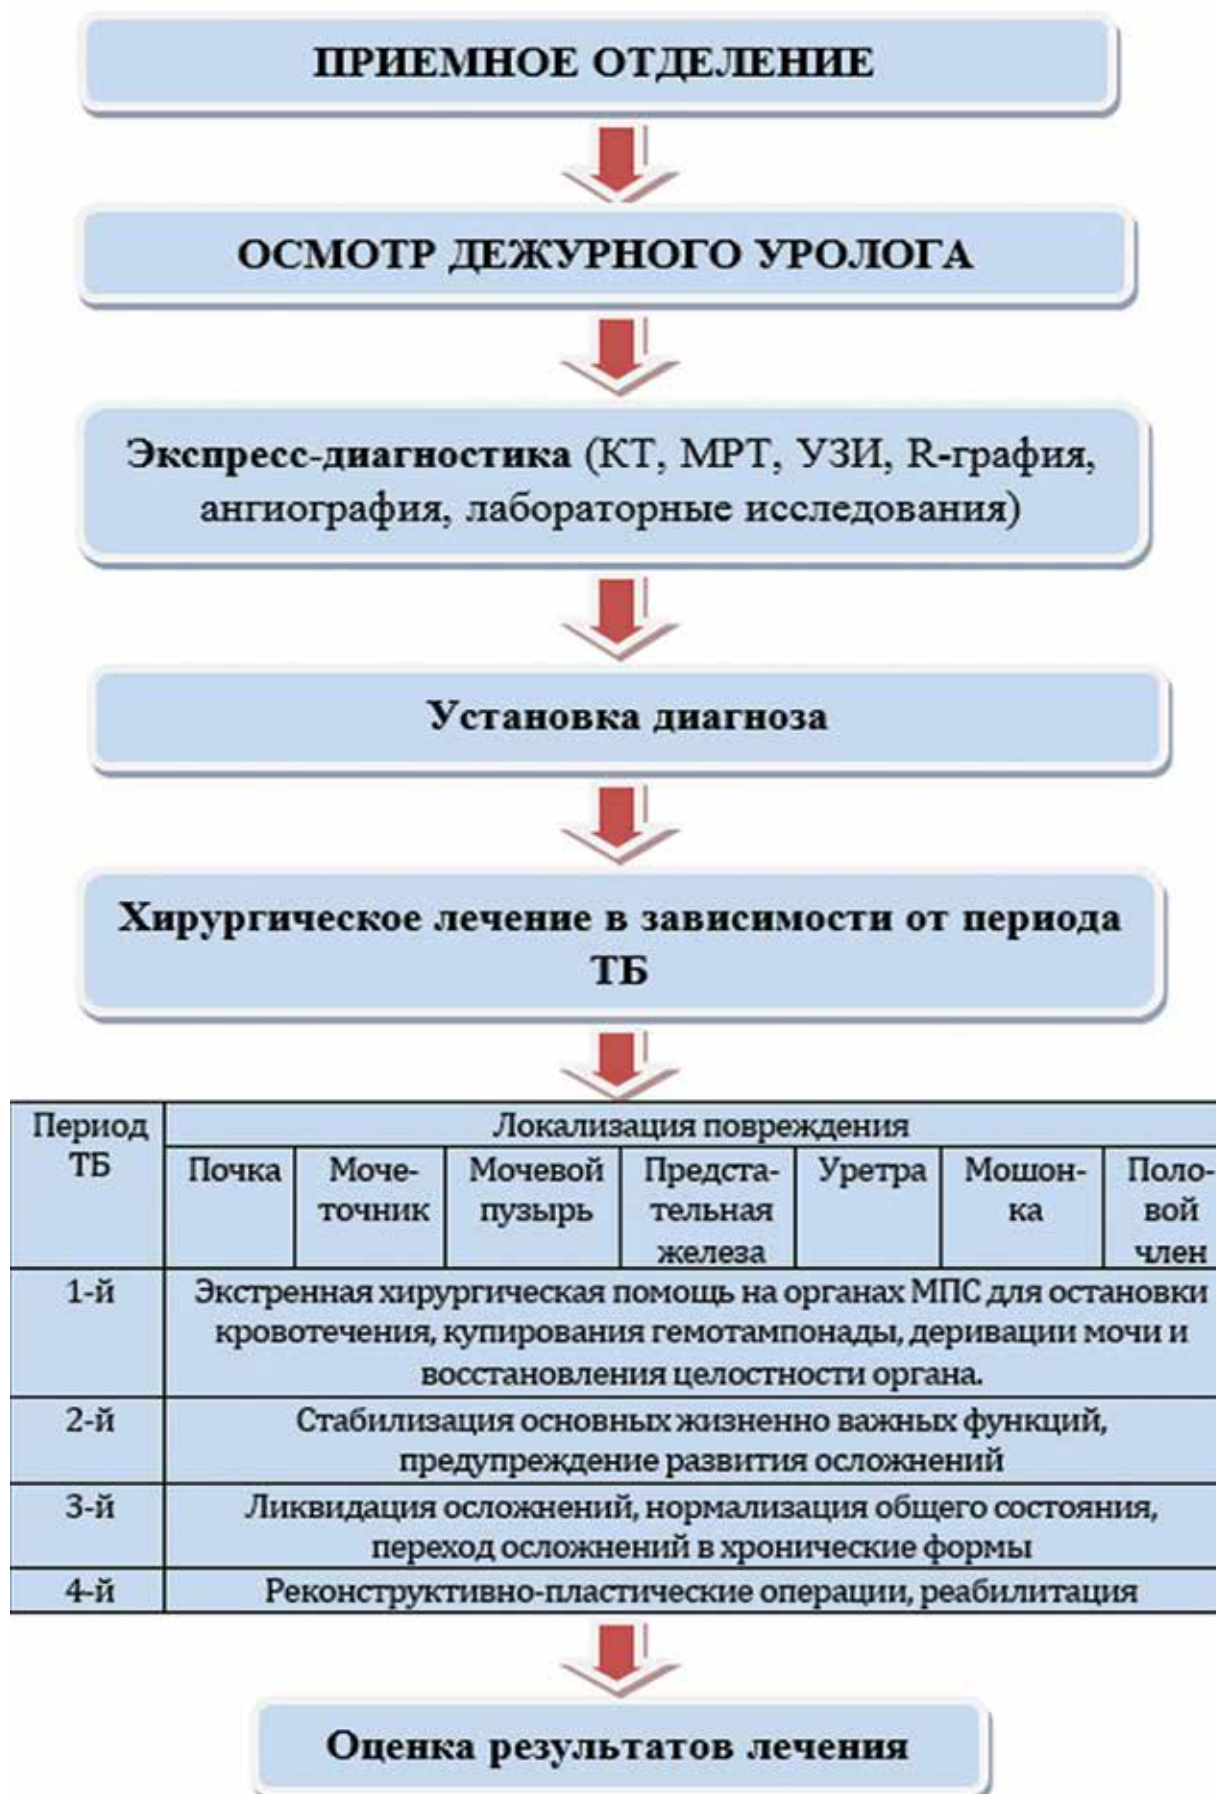 ПРИЕМНОЕ ОТДЕЛЕНИЕ
ОСМОТР ДЕЖУРНОГО УРОЛОГА
Экспресс-диагностика (КТ, МРТ, УЗИ, R-графия,
ангиография, лабораторные исследования)
Установка диагноза
Хирургическое лечение в зависимости от периода
ТБ
Период
ТБ
Локализация повреждения
Почка
Моче-
точник
Мочевой
пузырь
Предста-
тельная
железа
Уретра
Мошон-
ка
Поло-
вой
член
1-й
Экстренная хирургическая помощь на органах МПС для остановки
кровотечения, купирования гемотампонады, деривации мочи и
восстановления целостности органа.
2-й
Стабилизация основных жизненно важных функций,
предупреждение развития осложнений
3-й
Ликвидация осложнений, нормализация общего состояния,
переход осложнений в хронические формы
4-й
Реконструктивно-пластические операции, реабилитация
Оценка результатов лечения